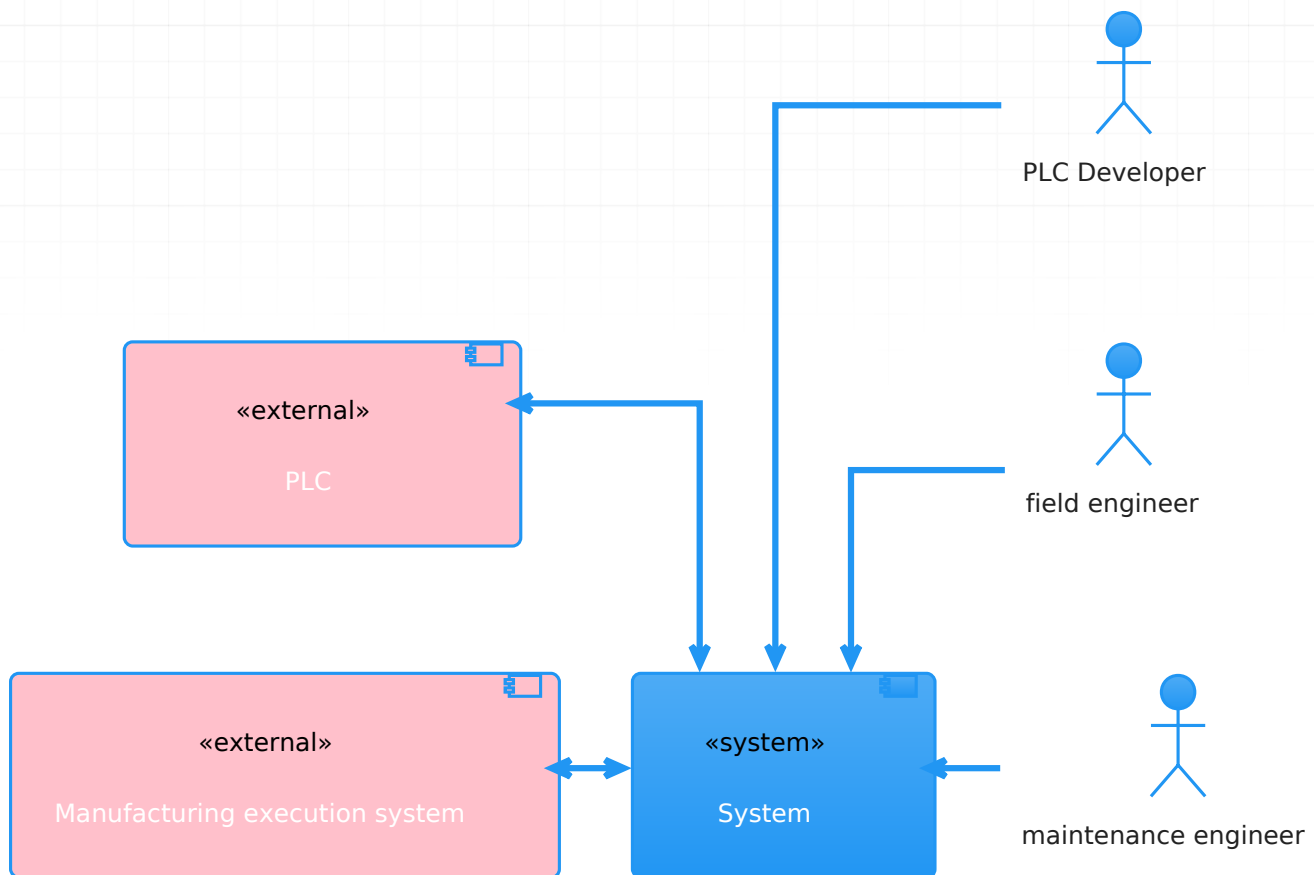 PLC Developer
«external»
PLC
field engineer
«external»
Manufacturing execution system
«system»
System
maintenance engineer